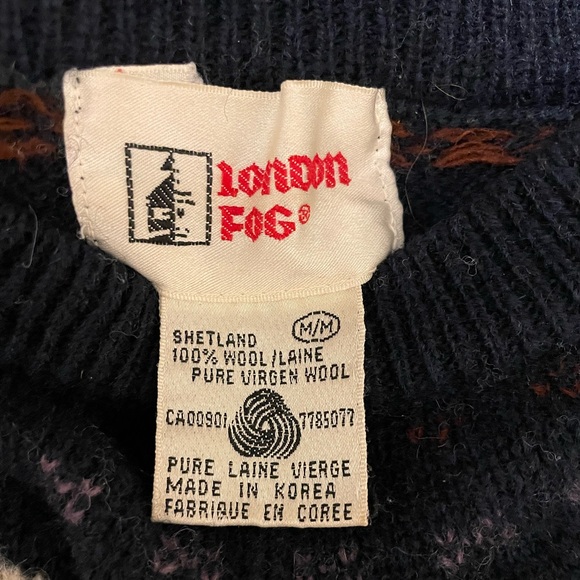 LONDON
FOG®
M/M
SHETLAND
100% WOOL/LAINE
PURE VIRGEN WOOL
CA00901 7785077
PURE LAINE VIERGE
MADE IN KOREA
FABRIQUE EN COREE